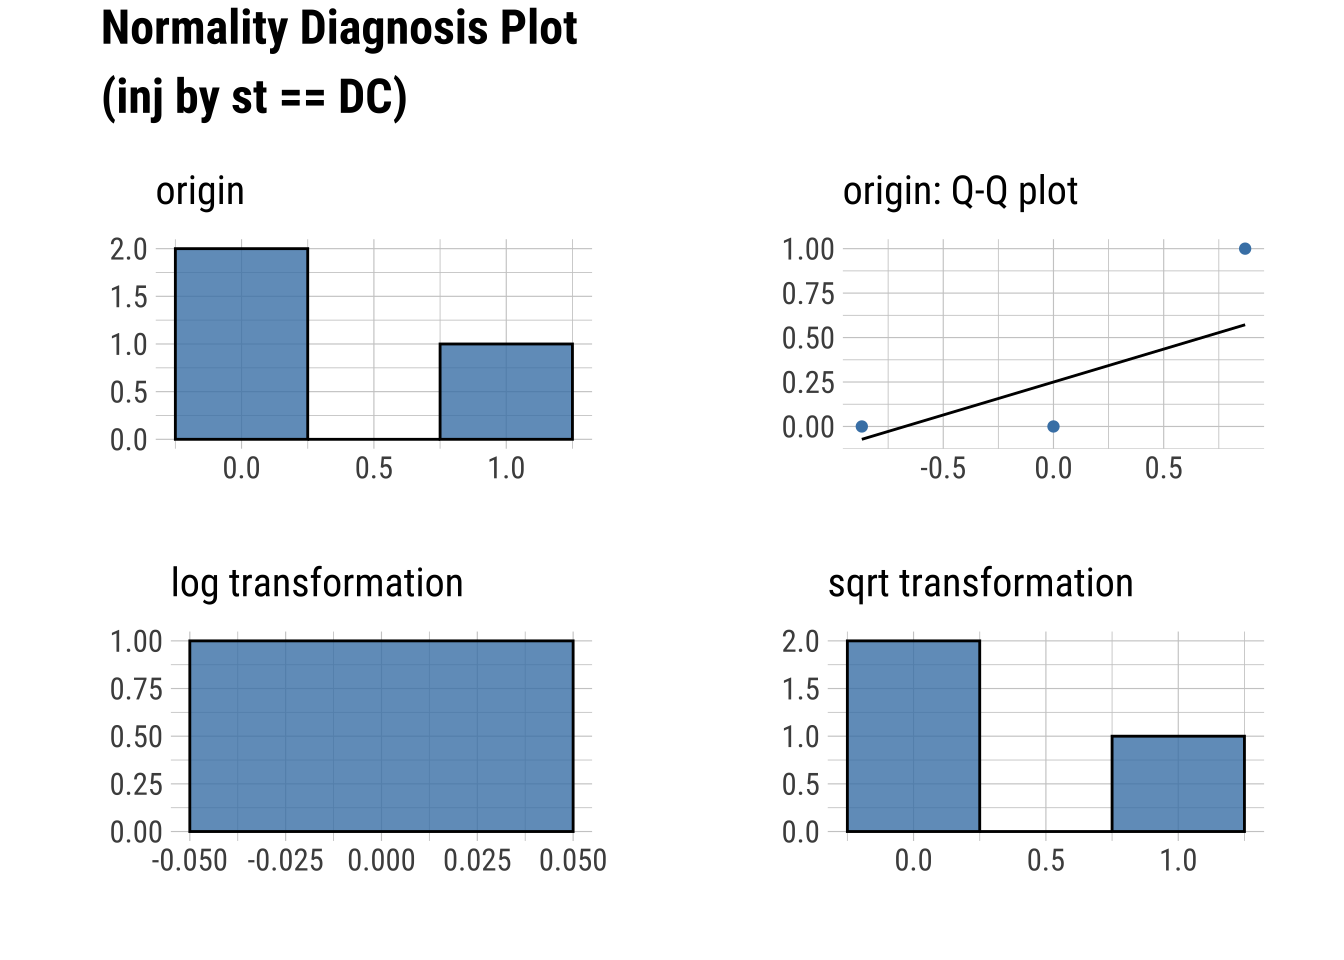 Normality Diagnosis Plot
(inj by st == DC)
origin
2.0
1.5
1.0
0.5
0.0
0.0 0.5 1.0
origin: Q-Q plot
1.00
0.75
0.50
0.25
0.00
-0.5 0.0 0.5
log transformation
1.00
0.75
0.50
0.25
0.00
-0.050 -0.025 0.000 0.025 0.050
sqrt transformation
2.0
1.5
1.0
0.5
0.0
0.0 0.5 1.0